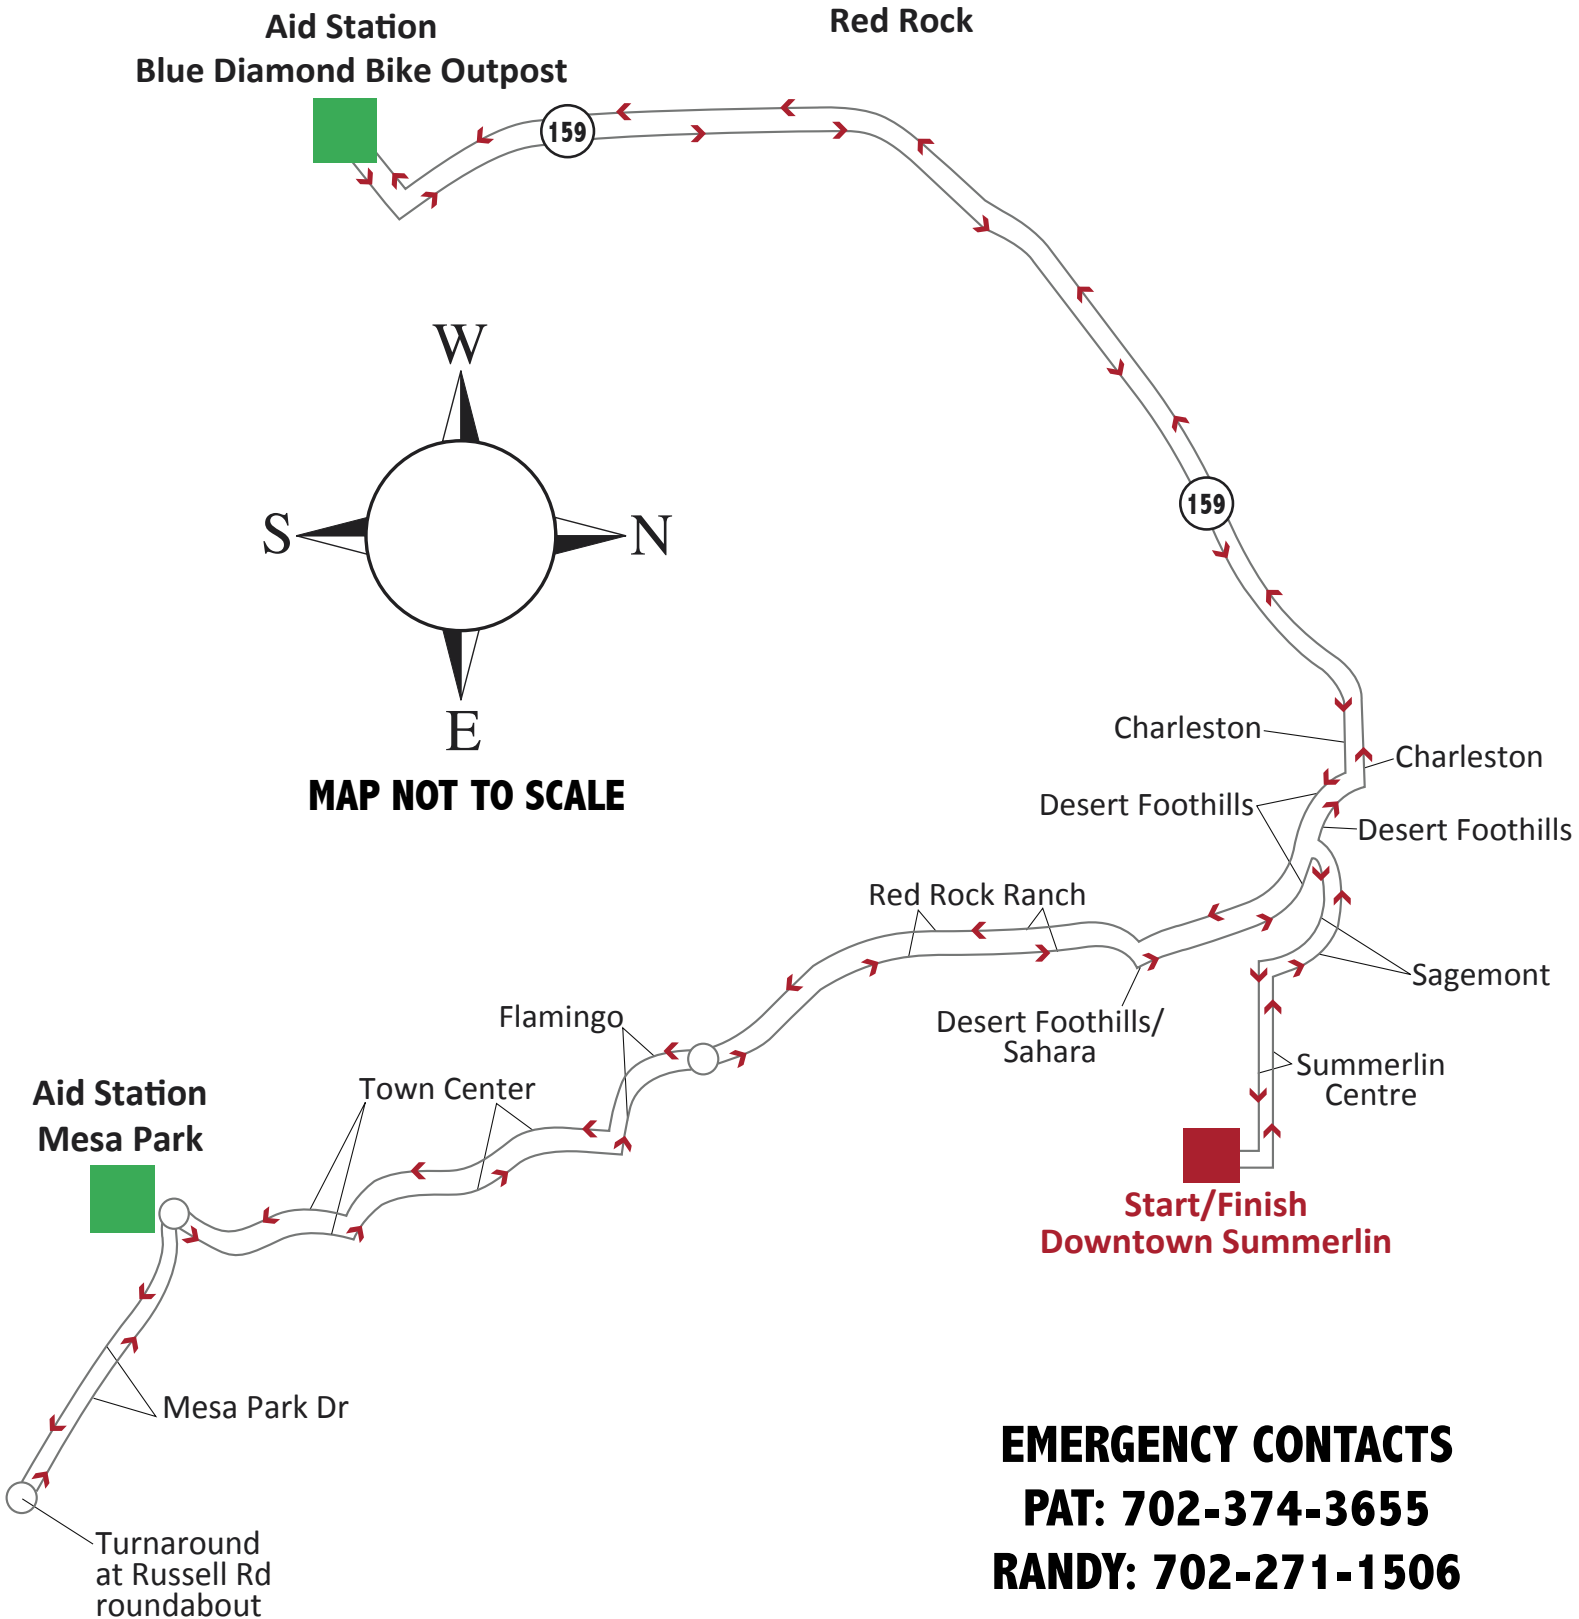 Red Rock
Aid Station
Blue Diamond Bike Outpost
159
W
S
N
E
MAP NOT TO SCALE
159
Charleston
Charleston
Desert Foothills
Desert Foothills
Red Rock Ranch
Sagemont
Flamingo
Desert Foothills/
Sahara
Summerlin
Centre
Town Center
Aid Station
Mesa Park
Start/Finish
Downtown Summerlin
Mesa Park Dr
Turnaround
at Russell Rd
roundabout
EMERGENCY CONTACTS
PAT: 702-374-3655
RANDY: 702-271-1506